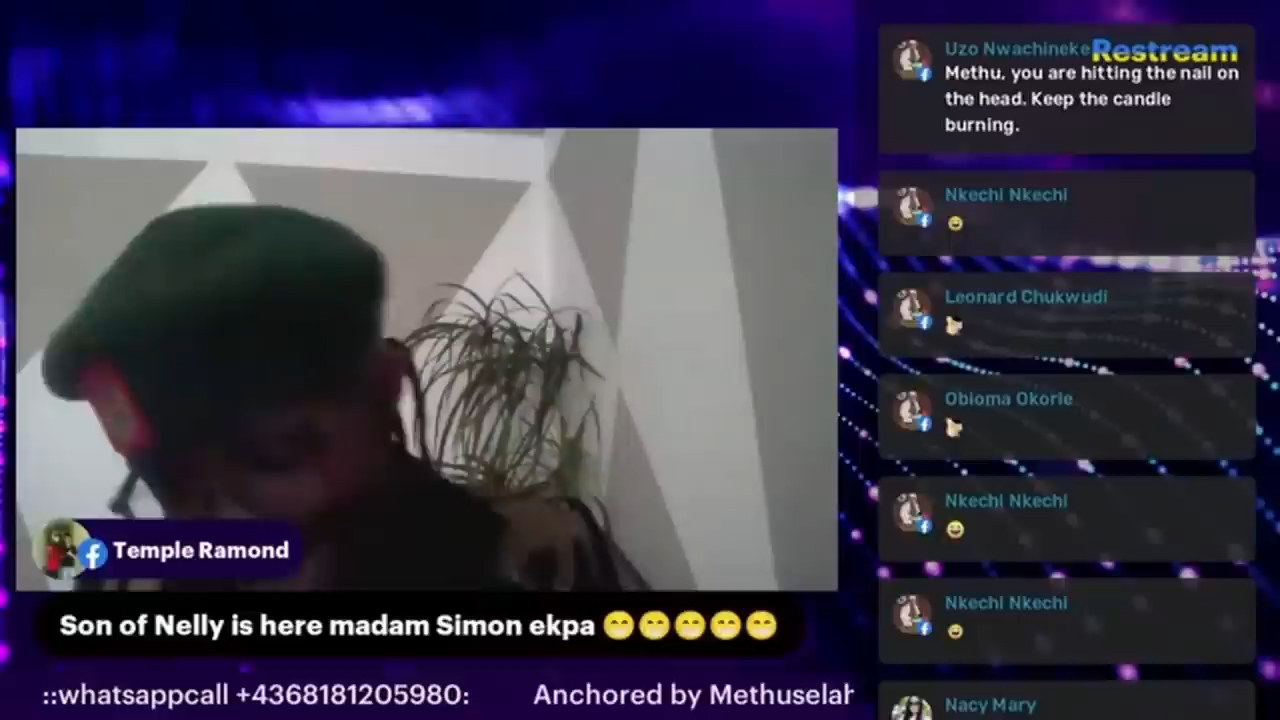 Uzo Nwachineke
Restream
Methu, you are hitting the nail on
the head. Keep the candle
burning.
Nkechi Nkechi
😄
Leonard Chukwudi
Obioma Okorie
Nkechi Nkechi
😄
Nkechi Nkechi
😄
Nacy Mary
Temple Ramond
Son of Nelly is here madam Simon ekpa 😁😁😁😁😁
::whatsappcall +4368181205980: Anchored by Methuselah